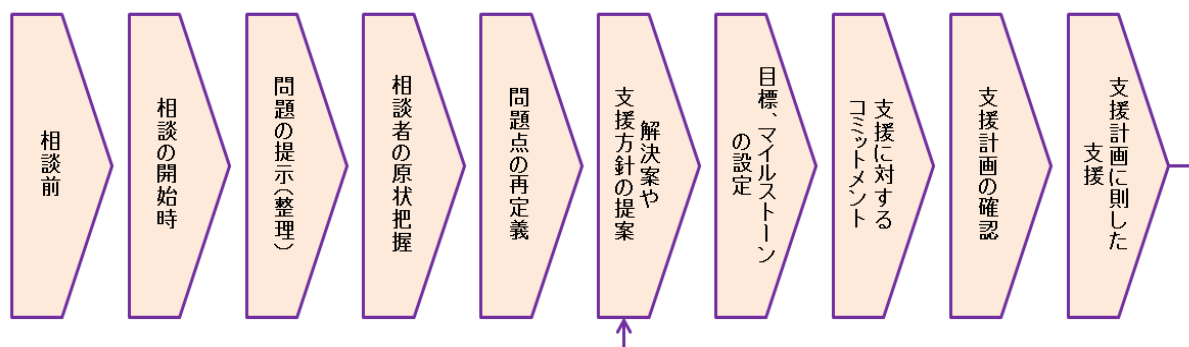 相談前
相談の開始時
問題の提示（整理）
相談者の原状把握
問題点の再定義
解決案や
支援方針の提案
目標、マイルストーン
の設定
支援に対する
コミットメント
支援計画の確認
支援計画に則した
支援